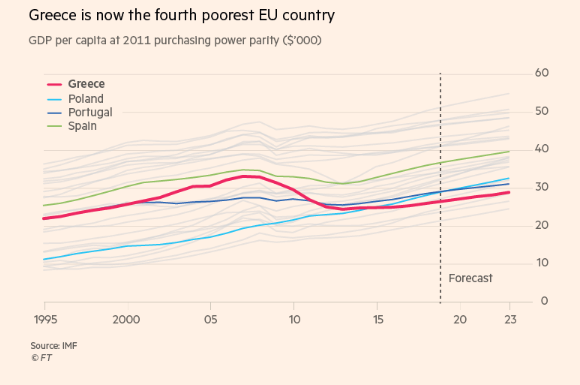 Greece is now the fourth poorest EU country
GDP per capita at 2011 purchasing power parity ($'000)
Greece
Poland
Portugal
Spain
60
50
40
30
20
10
0
Forecast
1995 2000 05 10 15 20 23
Source: IMF
© FT